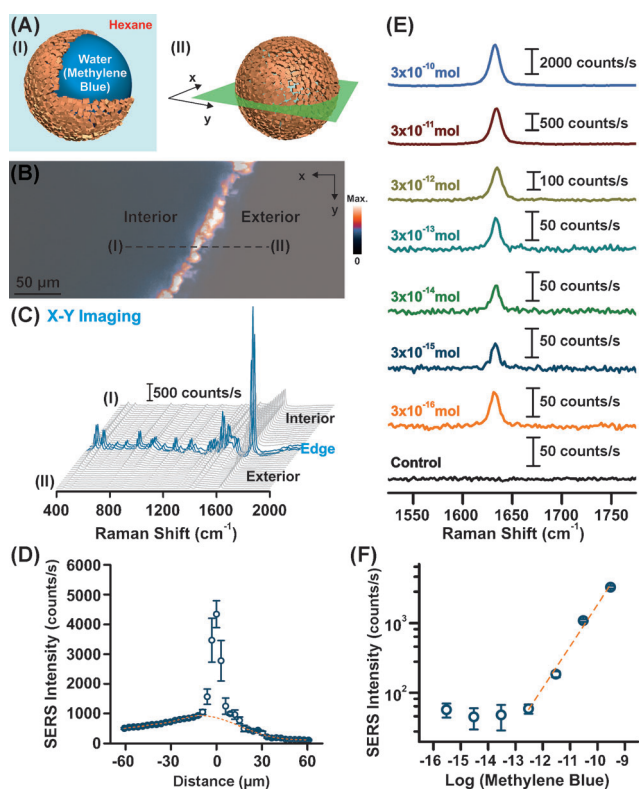 (A)
Hexane
(I)
Water
(Methylene
Blue)
(II)
x
y
(B)
x
y
Interior
Exterior
(I)
(II)
50 µm
Max.
0
(C) X-Y Imaging
(I)
500 counts/s
Interior
Edge
Exterior
(II)
400 800 1200 1600 2000
Raman Shift (cm⁻¹)
(D)
SERS Intensity
(counts/s)
6000
5000
4000
3000
2000
1000
0
-60 -30 0 30 60
Distance (µm)
(E)
3x10⁻¹⁰mol
2000 counts/s
3x10⁻¹¹mol
500 counts/s
3x10⁻¹²mol
100 counts/s
3x10⁻¹³mol
50 counts/s
3x10⁻¹⁴mol
50 counts/s
3x10⁻¹⁵mol
50 counts/s
3x10⁻¹⁶mol
50 counts/s
Control
50 counts/s
1550 1600 1650 1700 1750
Raman Shift (cm⁻¹)
(F)
SERS Intensity (counts/s)
10³
10²
-16 -15 -14 -13 -12 -11 -10 -9
Log (Methylene Blue)